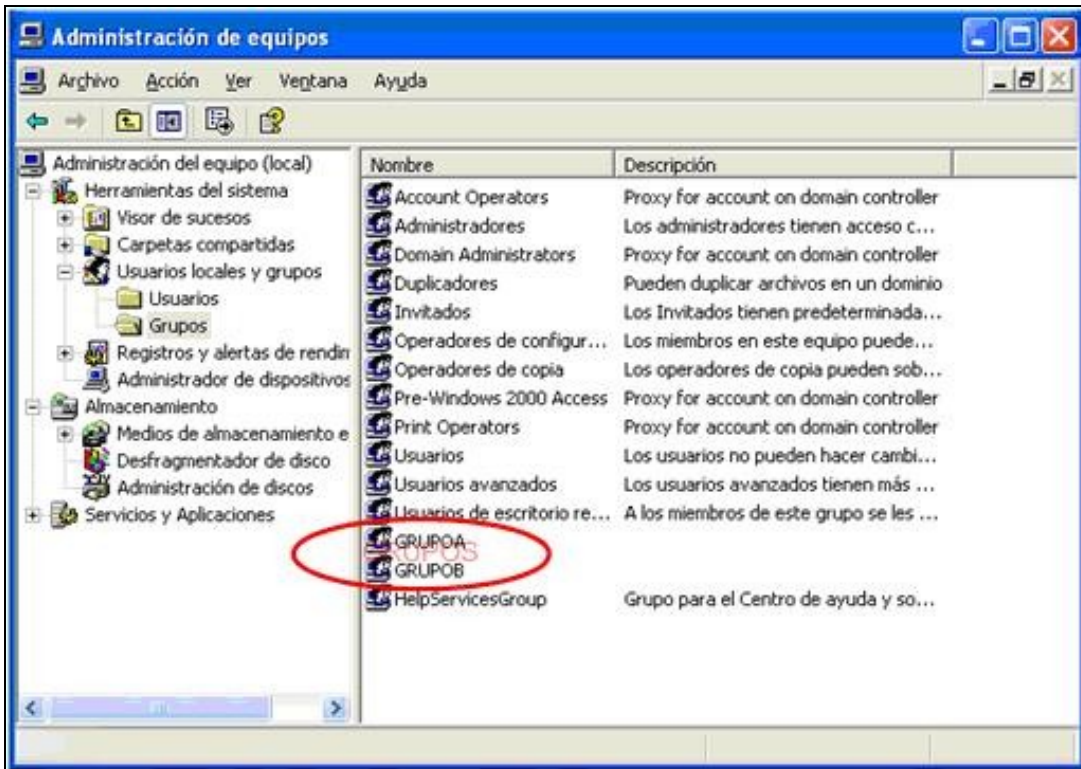 Administración de equipos
Archivo Acción Ver Ventana Ayuda
Administración del equipo (local)
Herramientas del sistema
Visor de sucesos
Carpetas compartidas
Usuarios locales y grupos
Usuarios
Grupos
Registros y alertas de rendin
Administrador de dispositivos
Almacenamiento
Medios de almacenamiento e
Desfragmentador de disco
Administración de discos
Servicios y Aplicaciones
Nombre Descripción
Account Operators Proxy for account on domain controller
Administradores Los administradores tienen acceso c...
Domain Administrators Proxy for account on domain controller
Duplicadores Pueden duplicar archivos en un dominio
Invitados Los Invitados tienen predeterminada...
Operadores de configur... Los miembros en este equipo puede...
Operadores de copia Los operadores de copia pueden sob...
Pre-Windows 2000 Access Proxy for account on domain controller
Print Operators Proxy for account on domain controller
Usuarios Los usuarios no pueden hacer cambi...
Usuarios avanzados Los usuarios avanzados tienen más ...
Usuarios de escritorio re... A los miembros de este grupo se les ...
GRUPOA
GRUPOS
GRUPOB
HelpServicesGroup Grupo para el Centro de ayuda y so...